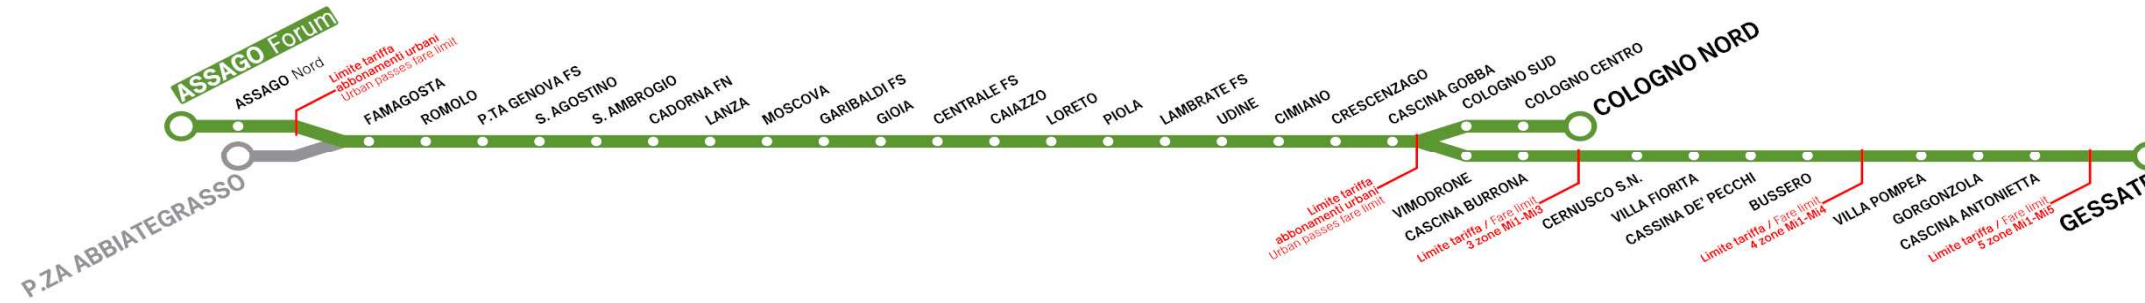 ASSAGO Forum
ASSAGO Nord
Limite tariffa
abbonamenti urbani
Urban passes fare limit
P.ZA ABBIATEGRASSO
FAMAGOSTA
ROMOLO
P.TA GENOVA FS
S. AGOSTINO
S. AMBROGIO
CADORNA FN
LANZA
MOSCOVA
GARIBALDI FS
GIOIA
CENTRALE FS
CAIAZZO
LORETO
PIOLA
LAMBRATE FS
UDINE
CIMIANO
CRESCENZAGO
CASCINA GOBBA
COLOGNO SUD
COLOGNO CENTRO
COLOGNO NORD
Limite tariffa
abbonamenti urbani
Urban passes fare limit
VIMODRONE
CASCINA BURRONA
Limite tariffa / Fare limit
3 zone Mi1-Mi3
CERNUSCO S.N.
VILLA FIORITA
CASSINA DE' PECCHI
BUSSERO
Limite tariffa / Fare limit
4 zone Mi1-Mi4
VILLA POMPEA
GORGONZOLA
CASCINA ANTONIETTA
Limite tariffa / Fare limit
5 zone Mi1-Mi5
GESSATE